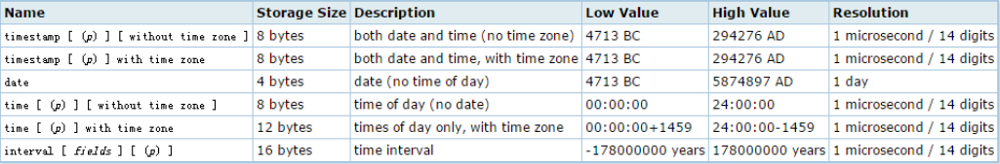 Name Storage Size Description Low Value High Value Resolution
timestamp [ (p) ] [ without time zone ] 8 bytes both date and time (no time zone) 4713 BC 294276 AD 1 microsecond / 14 digits
timestamp [ (p) ] with time zone 8 bytes both date and time, with time zone 4713 BC 294276 AD 1 microsecond / 14 digits
date 4 bytes date (no time of day) 4713 BC 5874897 AD 1 day
time [ (p) ] [ without time zone ] 8 bytes time of day (no date) 00:00:00 24:00:00 1 microsecond / 14 digits
time [ (p) ] with time zone 12 bytes times of day only, with time zone 00:00:00+1459 24:00:00-1459 1 microsecond / 14 digits
interval [ fields ] [ (p) ] 16 bytes time interval -178000000 years 178000000 years 1 microsecond / 14 digits